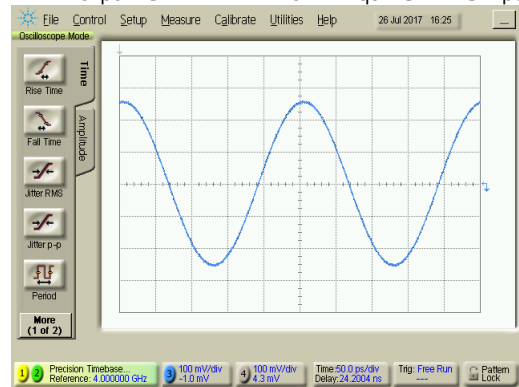 File Control Setup Measure Calibrate Utilities Help 26 Jul 2017 16:25
Oscilloscope Mode
Time
Amplitude
Rise Time
Fall Time
Jitter RMS
Jitter p-p
Period
More
(1 of 2)
1 2 Precision Timebase...
Reference: 4.000000 GHz
3 100 mV/div
-1.0 mV
4 100 mV/div
4.3 mV
Time:50.0 ps/div
Delay:24.2004 ns
Trig: Free Run
---
Pattern
Lock